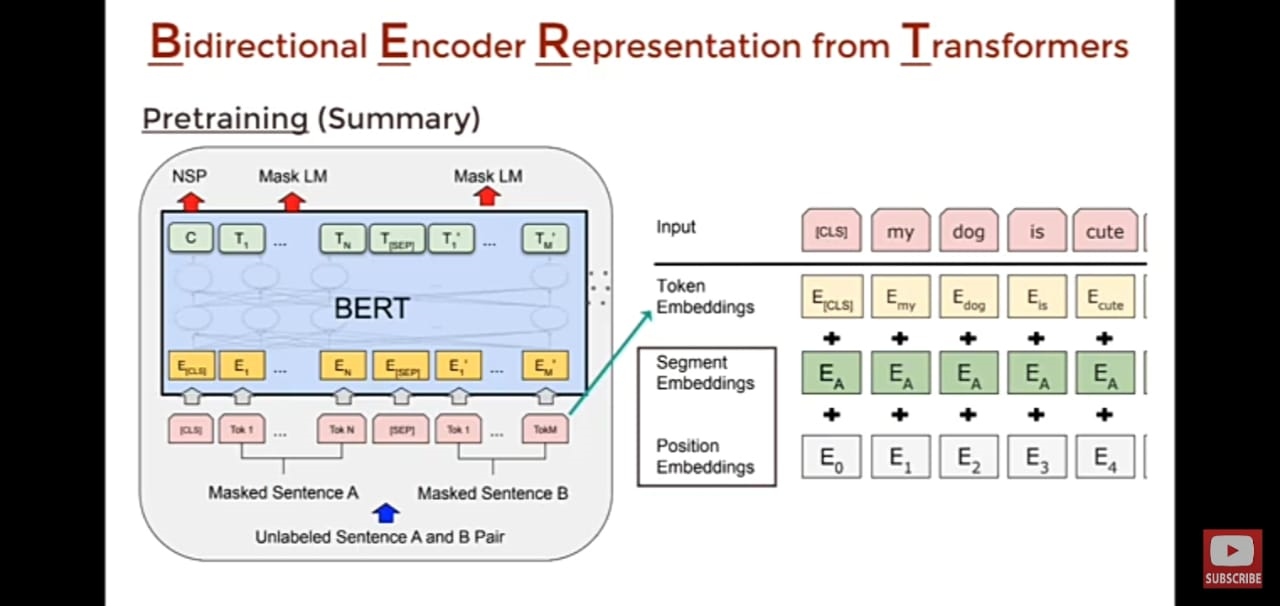 Bidirectional Encoder Representation from Transformers
Pretraining (Summary)
NSP Mask LM Mask LM
C T1 ... TN T[SEP] T1' ... TM'
BERT
E[CLS] E1 ... EN E[SEP] E1' ... EM'
[CLS] Tok 1 ... Tok N [SEP] Tok 1 ... TokM
Masked Sentence A Masked Sentence B
Unlabeled Sentence A and B Pair
Input [CLS] my dog is cute
Token
Embeddings
E[CLS] Emy Edog Eis Ecute
+ + + + +
Segment
Embeddings
EA EA EA EA EA
+ + + + +
Position
Embeddings
E0 E1 E2 E3 E4
SUBSCRIBE